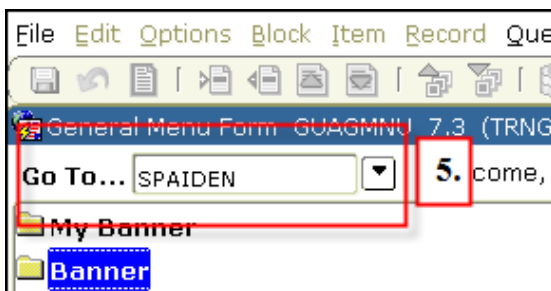 File Edit Options Block Item Record Que
General Menu Form GUAGMNU 7.3 (TRNG
Go To... SPAIDEN 5. come,
My Banner
Banner